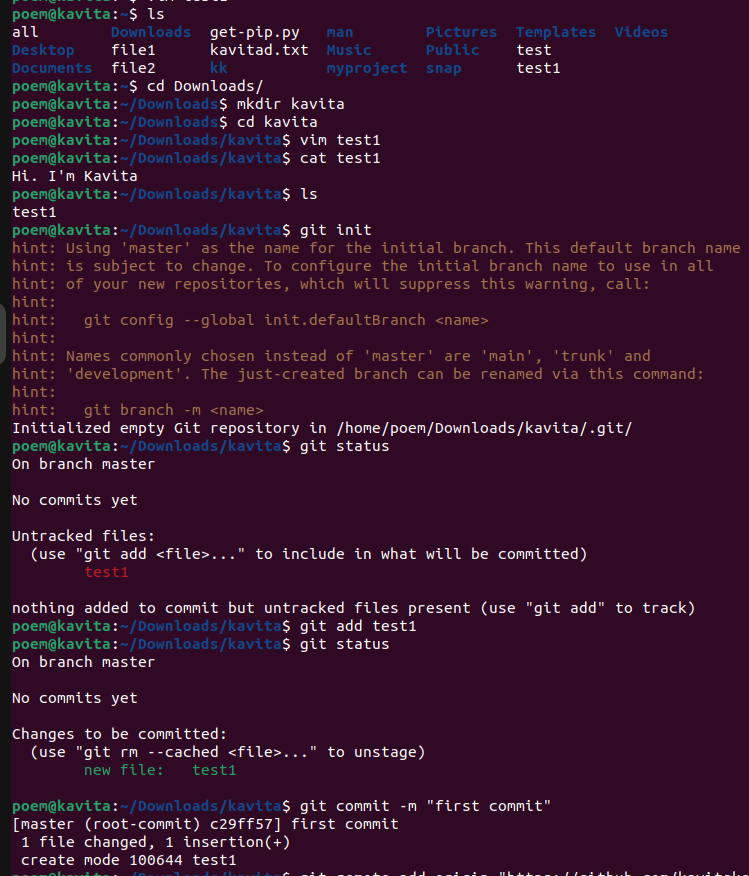 poem@kavita:~$ ls
all        Downloads  get-pip.py  man        Pictures  Templates  Videos
Desktop    file1      kavitad.txt  Music      Public    test
Documents  file2      kk          myproject  snap      test1
poem@kavita:~$ cd Downloads/
poem@kavita:~/Downloads$ mkdir kavita
poem@kavita:~/Downloads$ cd kavita
poem@kavita:~/Downloads/kavita$ vim test1
poem@kavita:~/Downloads/kavita$ cat test1
Hi. I'm Kavita
poem@kavita:~/Downloads/kavita$ ls
test1
poem@kavita:~/Downloads/kavita$ git init
hint: Using 'master' as the name for the initial branch. This default branch name
hint: is subject to change. To configure the initial branch name to use in all
hint: of your new repositories, which will suppress this warning, call:
hint:
hint:   git config --global init.defaultBranch <name>
hint:
hint: Names commonly chosen instead of 'master' are 'main', 'trunk' and
hint: 'development'. The just-created branch can be renamed via this command:
hint:
hint:   git branch -m <name>
Initialized empty Git repository in /home/poem/Downloads/kavita/.git/
poem@kavita:~/Downloads/kavita$ git status
On branch master

No commits yet

Untracked files:
  (use "git add <file>..." to include in what will be committed)
        test1

nothing added to commit but untracked files present (use "git add" to track)
poem@kavita:~/Downloads/kavita$ git add test1
poem@kavita:~/Downloads/kavita$ git status
On branch master

No commits yet

Changes to be committed:
  (use "git rm --cached <file>..." to unstage)
        new file:   test1

poem@kavita:~/Downloads/kavita$ git commit -m "first commit"
[master (root-commit) c29ff57] first commit
 1 file changed, 1 insertion(+)
 create mode 100644 test1